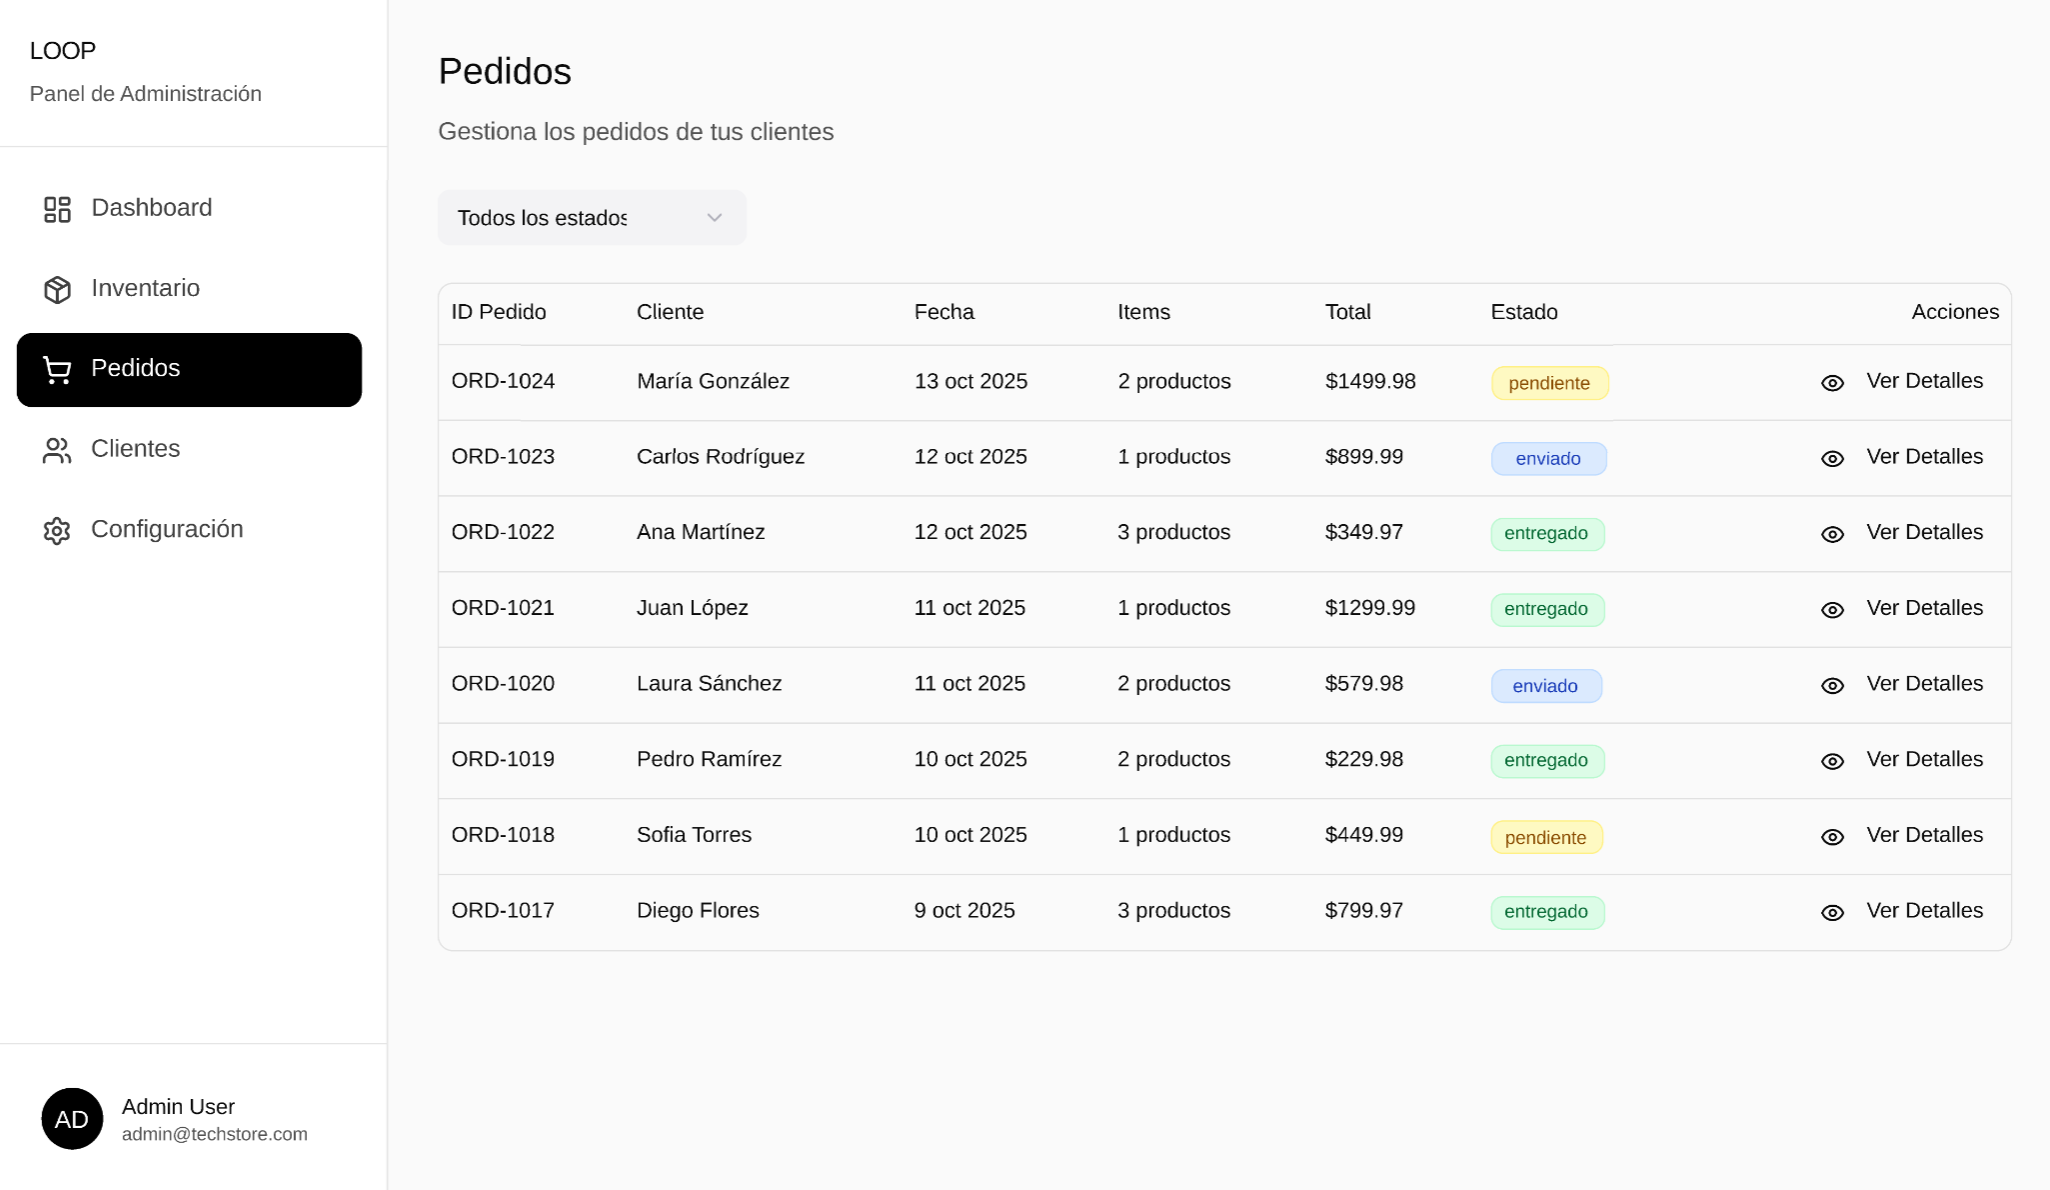 LOOP
Panel de Administración
Dashboard
Inventario
Pedidos
Clientes
Configuración
AD
Admin User
admin@techstore.com
Pedidos
Gestiona los pedidos de tus clientes
Todos los estados
ID Pedido Cliente Fecha Items Total Estado Acciones
ORD-1024 María González 13 oct 2025 2 productos $1499.98 pendiente Ver Detalles
ORD-1023 Carlos Rodríguez 12 oct 2025 1 productos $899.99 enviado Ver Detalles
ORD-1022 Ana Martínez 12 oct 2025 3 productos $349.97 entregado Ver Detalles
ORD-1021 Juan López 11 oct 2025 1 productos $1299.99 entregado Ver Detalles
ORD-1020 Laura Sánchez 11 oct 2025 2 productos $579.98 enviado Ver Detalles
ORD-1019 Pedro Ramírez 10 oct 2025 2 productos $229.98 entregado Ver Detalles
ORD-1018 Sofia Torres 10 oct 2025 1 productos $449.99 pendiente Ver Detalles
ORD-1017 Diego Flores 9 oct 2025 3 productos $799.97 entregado Ver Detalles